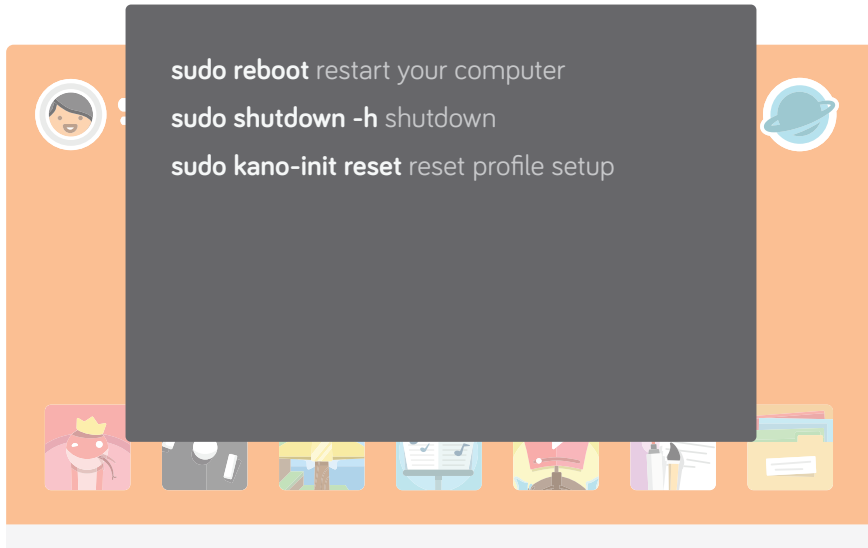 sudo reboot restart your computer
sudo shutdown -h shutdown
sudo kano-init reset reset profile setup